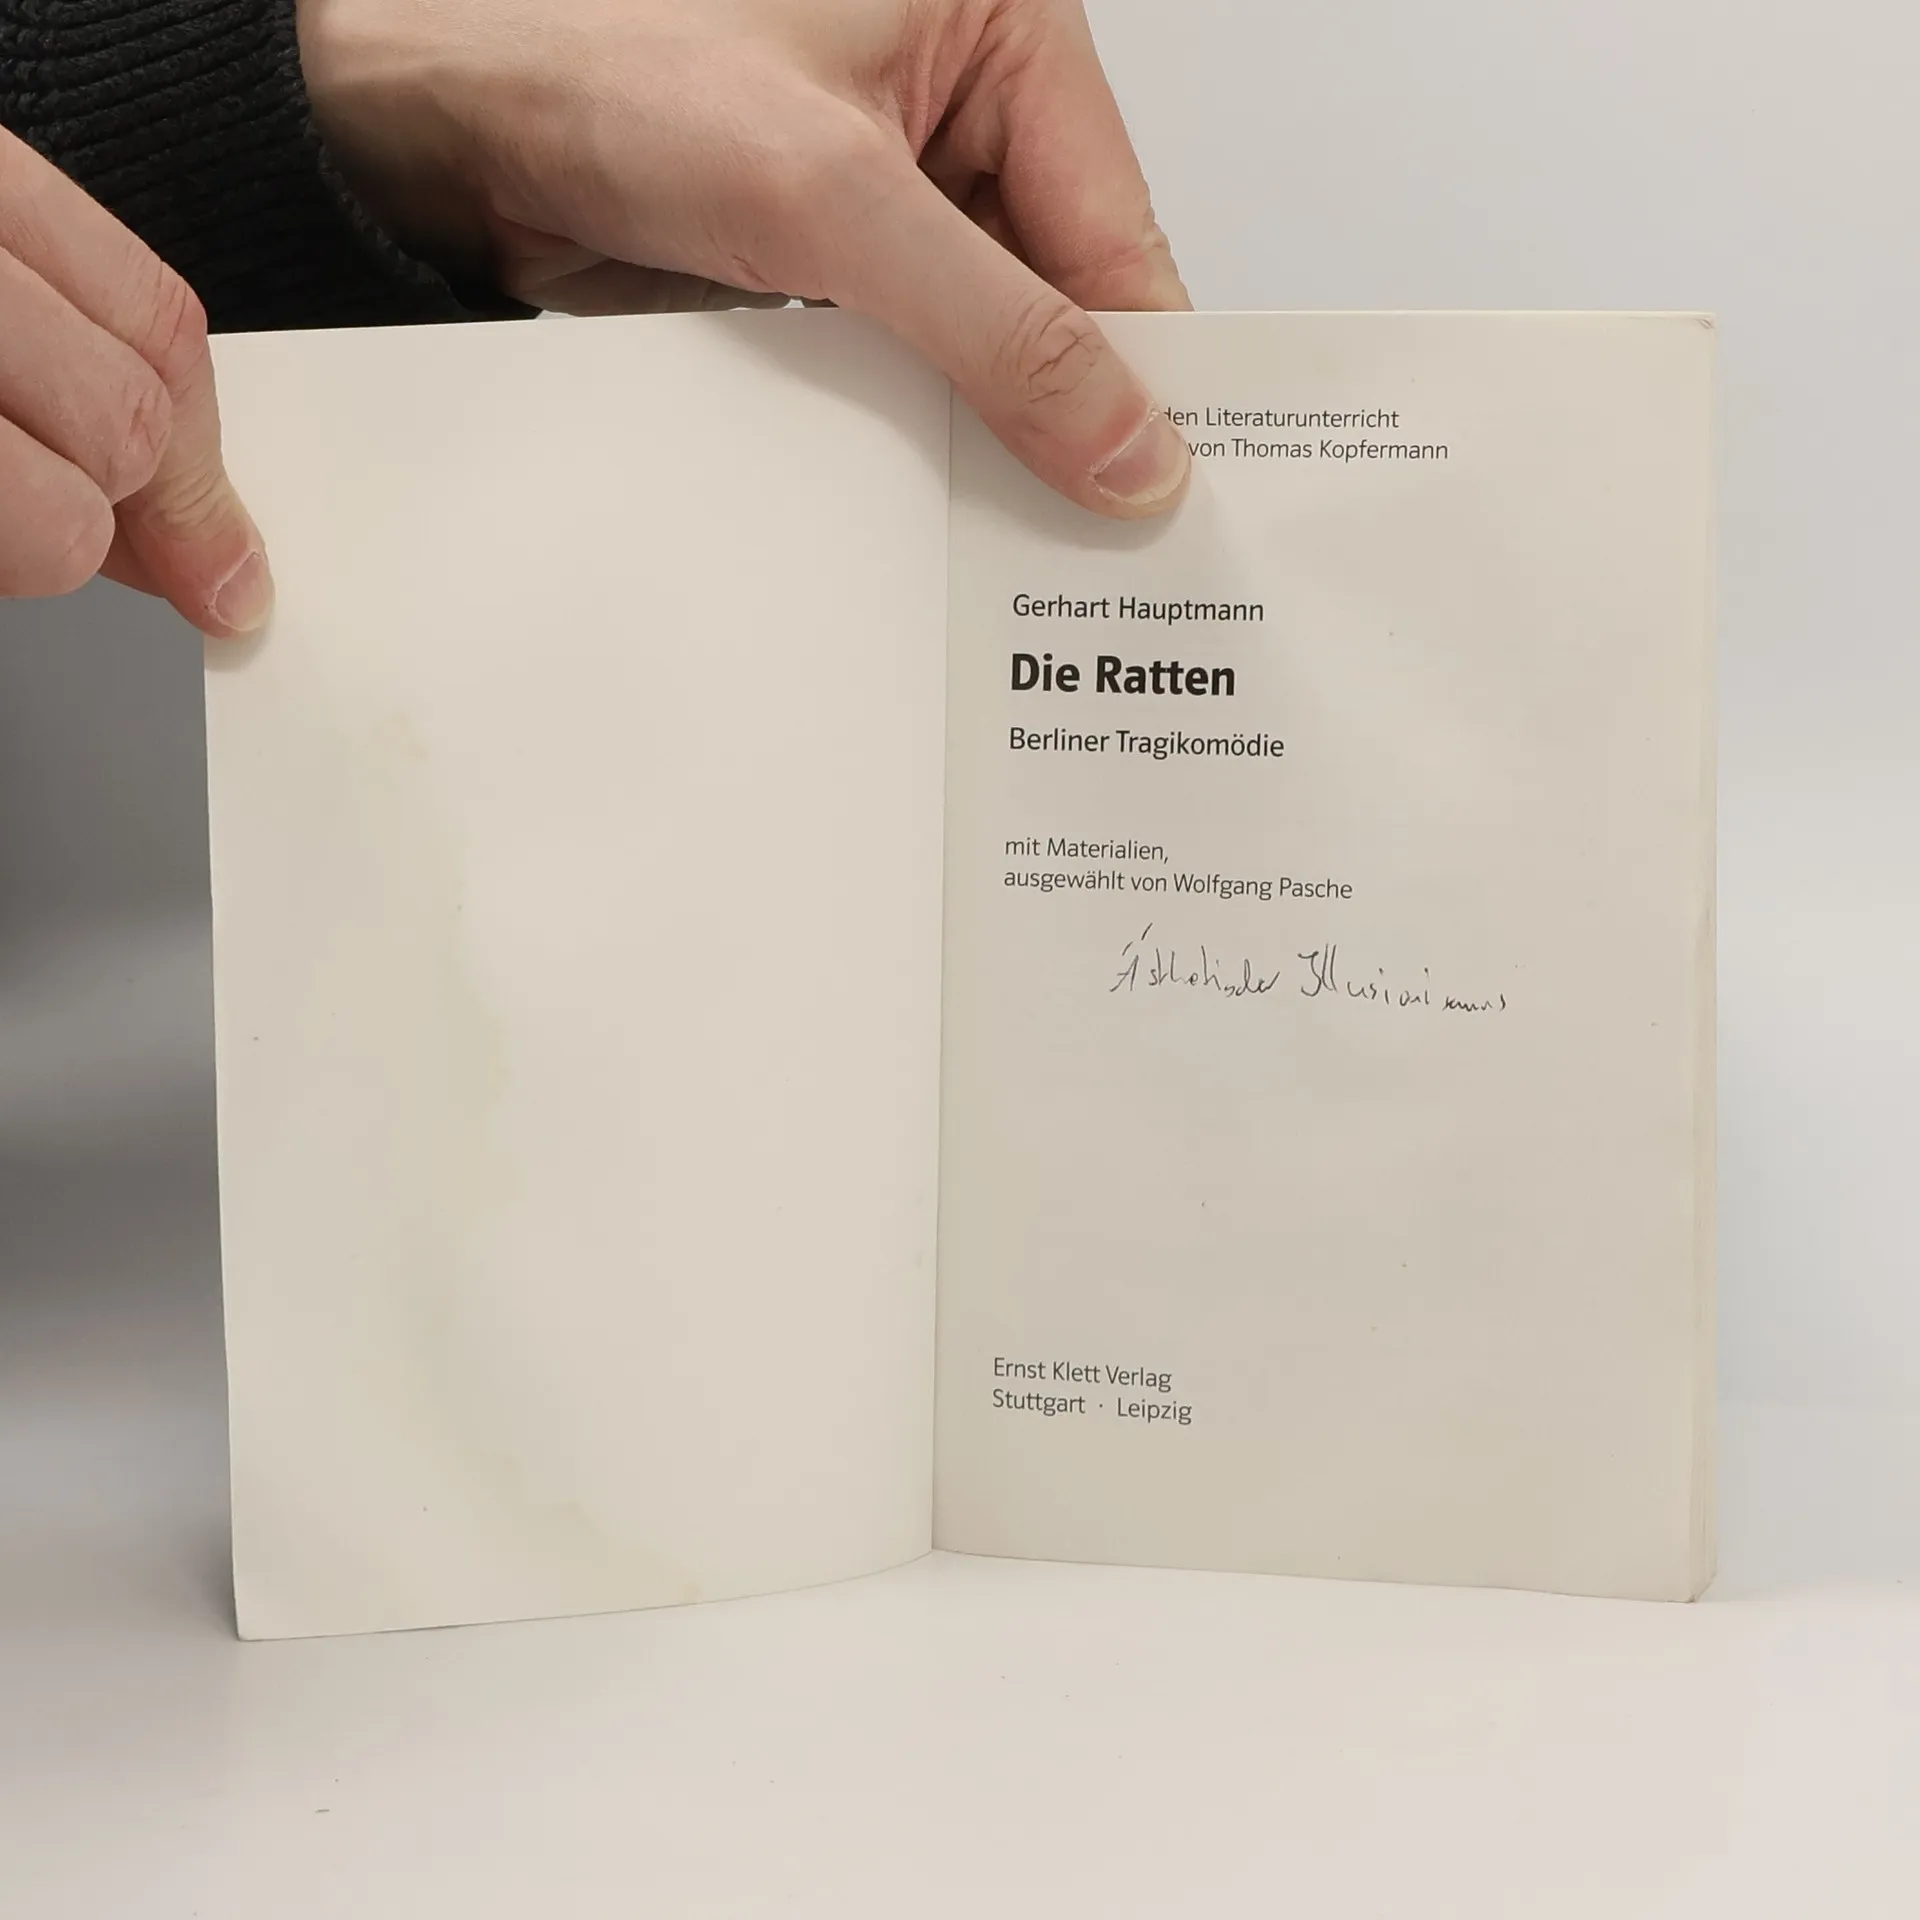 den Literaturunterricht
von Thomas Kopfermann
Gerhart Hauptmann
Die Ratten
Berliner Tragikomödie
mit Materialien,
ausgewählt von Wolfgang Pasche
Ästhetischer Illusionismus
Ernst Klett Verlag
Stuttgart · Leipzig